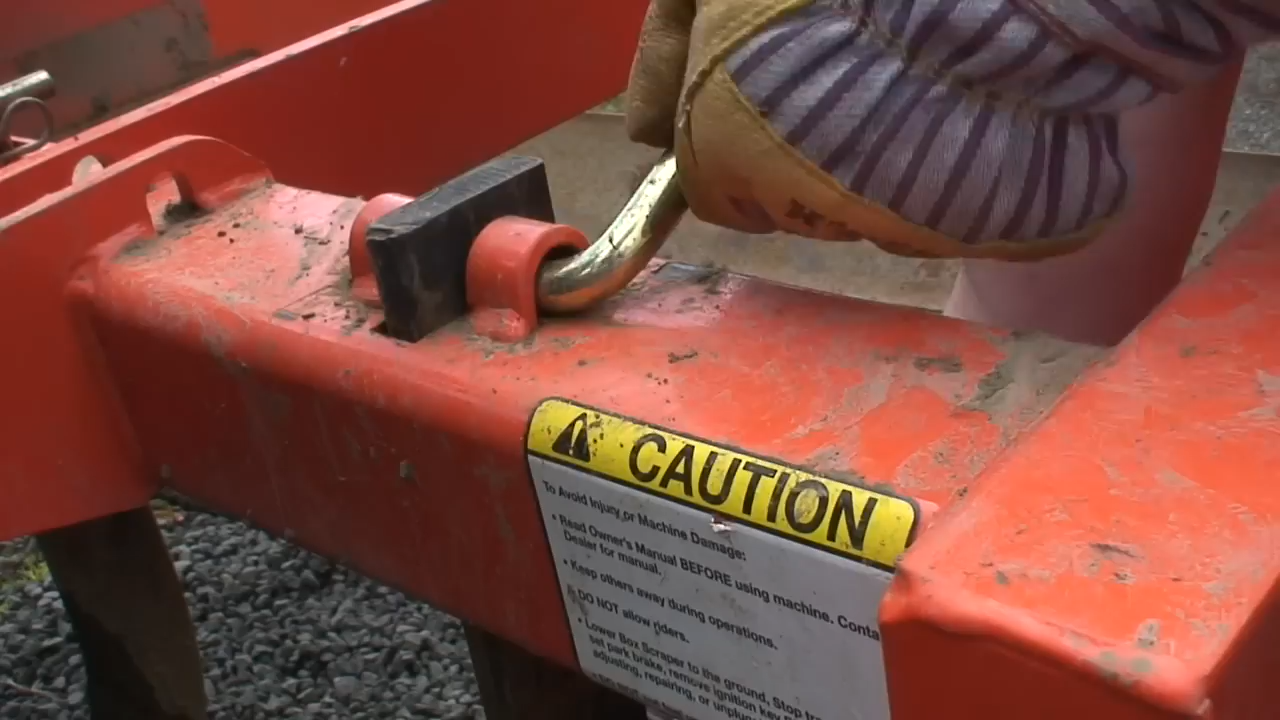 CAUTION
To Avoid Injury or Machine Damage:
• Read Owner's Manual BEFORE using machine. Conta
Dealer for manual.
• Keep others away during operations.
• DO NOT allow riders.
• Lower Box Scraper to the ground, Stop tra
set park brake, remove ignition key
adjusting, repairing, or unplug